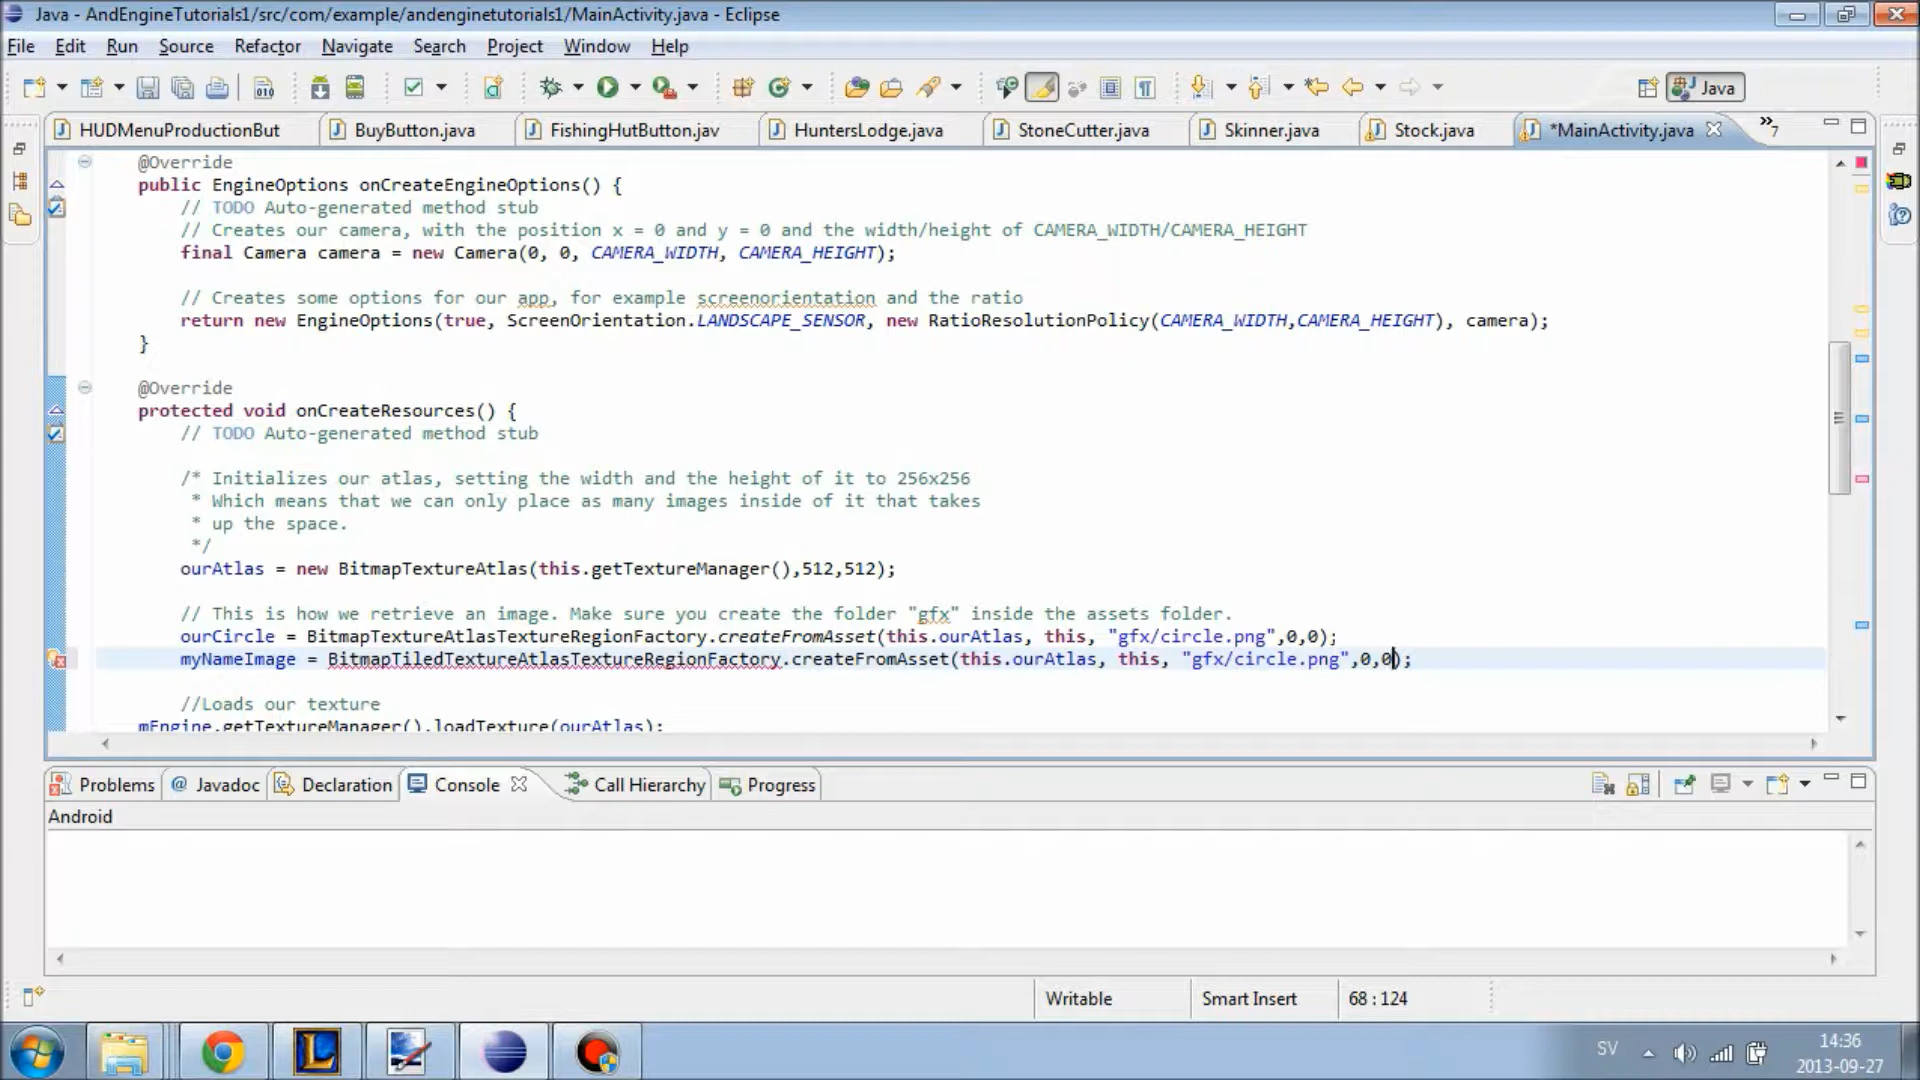 Java - AndEngineTutorials1/src/com/example/andenginetutorials1/MainActivity.java - Eclipse
File Edit Run Source Refactor Navigate Search Project Window Help
Java
HUDMenuProductionBut BuyButton.java FishingHutButton.jav HuntersLodge.java StoneCutter.java Skinner.java Stock.java *MainActivity.java »7
@Override
public EngineOptions onCreateEngineOptions() {
// TODO Auto-generated method stub
// Creates our camera, with the position x = 0 and y = 0 and the width/height of CAMERA_WIDTH/CAMERA_HEIGHT
final Camera camera = new Camera(0, 0, CAMERA_WIDTH, CAMERA_HEIGHT);
// Creates some options for our app, for example screenorientation and the ratio
return new EngineOptions(true, ScreenOrientation.LANDSCAPE_SENSOR, new RatioResolutionPolicy(CAMERA_WIDTH,CAMERA_HEIGHT), camera);
}
@Override
protected void onCreateResources() {
// TODO Auto-generated method stub
/* Initializes our atlas, setting the width and the height of it to 256x256
* Which means that we can only place as many images inside of it that takes
* up the space.
*/
ourAtlas = new BitmapTextureAtlas(this.getTextureManager(),512,512);
// This is how we retrieve an image. Make sure you create the folder "gfx" inside the assets folder.
ourCircle = BitmapTextureAtlasTextureRegionFactory.createFromAsset(this.ourAtlas, this, "gfx/circle.png",0,0);
myNameImage = BitmapTiledTextureAtlasTextureRegionFactory.createFromAsset(this.ourAtlas, this, "gfx/circle.png",0,0);
//Loads our texture
mEngine.getTextureManager().loadTexture(ourAtlas);
Problems @ Javadoc Declaration Console Call Hierarchy Progress
Android
Writable Smart Insert 68 : 124
SV 14:36
2013-09-27